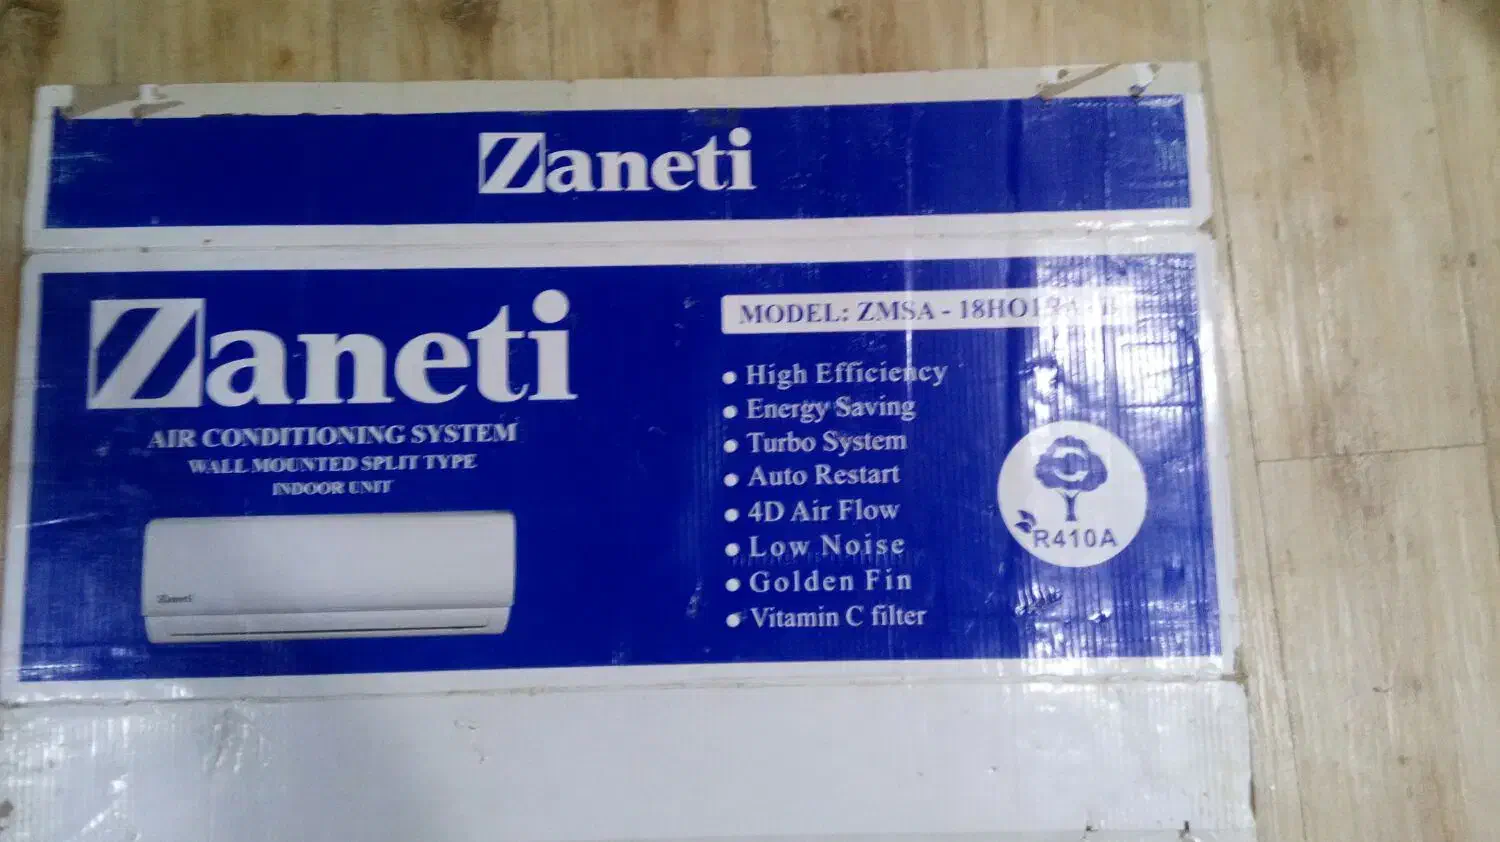 Zaneti
Zaneti
AIR CONDITIONING SYSTEM
WALL MOUNTED SPLIT TYPE
INDOOR UNIT
Zaneti
MODEL: ZMSA -
• High Efficiency
• Energy Saving
• Turbo System
• Auto Restart
• 4D Air Flow
• Low Noise
• Golden Fin
• Vitamin C filter
R410A